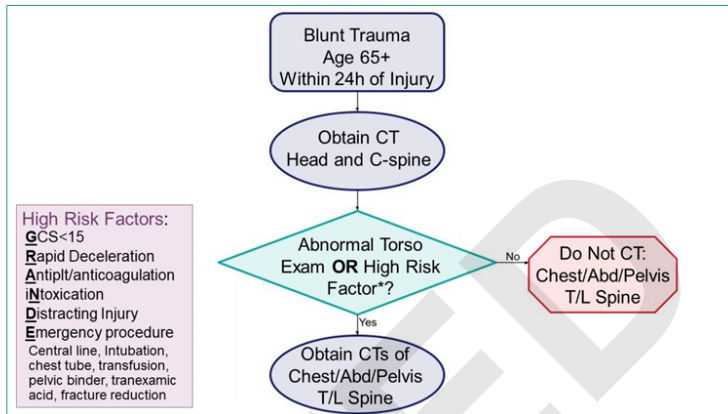 Blunt Trauma
Age 65+
Within 24h of Injury
Obtain CT
Head and C-spine
High Risk Factors:
GCS<15
Rapid Deceleration
Antiplt/anticoagulation
iNtoxication
Distracting Injury
Emergency procedure
Central line, Intubation,
chest tube, transfusion,
pelvic binder, tranexamic
acid, fracture reduction
Abnormal Torso
Exam OR High Risk
Factor*?
No
Do Not CT:
Chest/Abd/Pelvis
T/L Spine
Yes
Obtain CTs of
Chest/Abd/Pelvis
T/L Spine